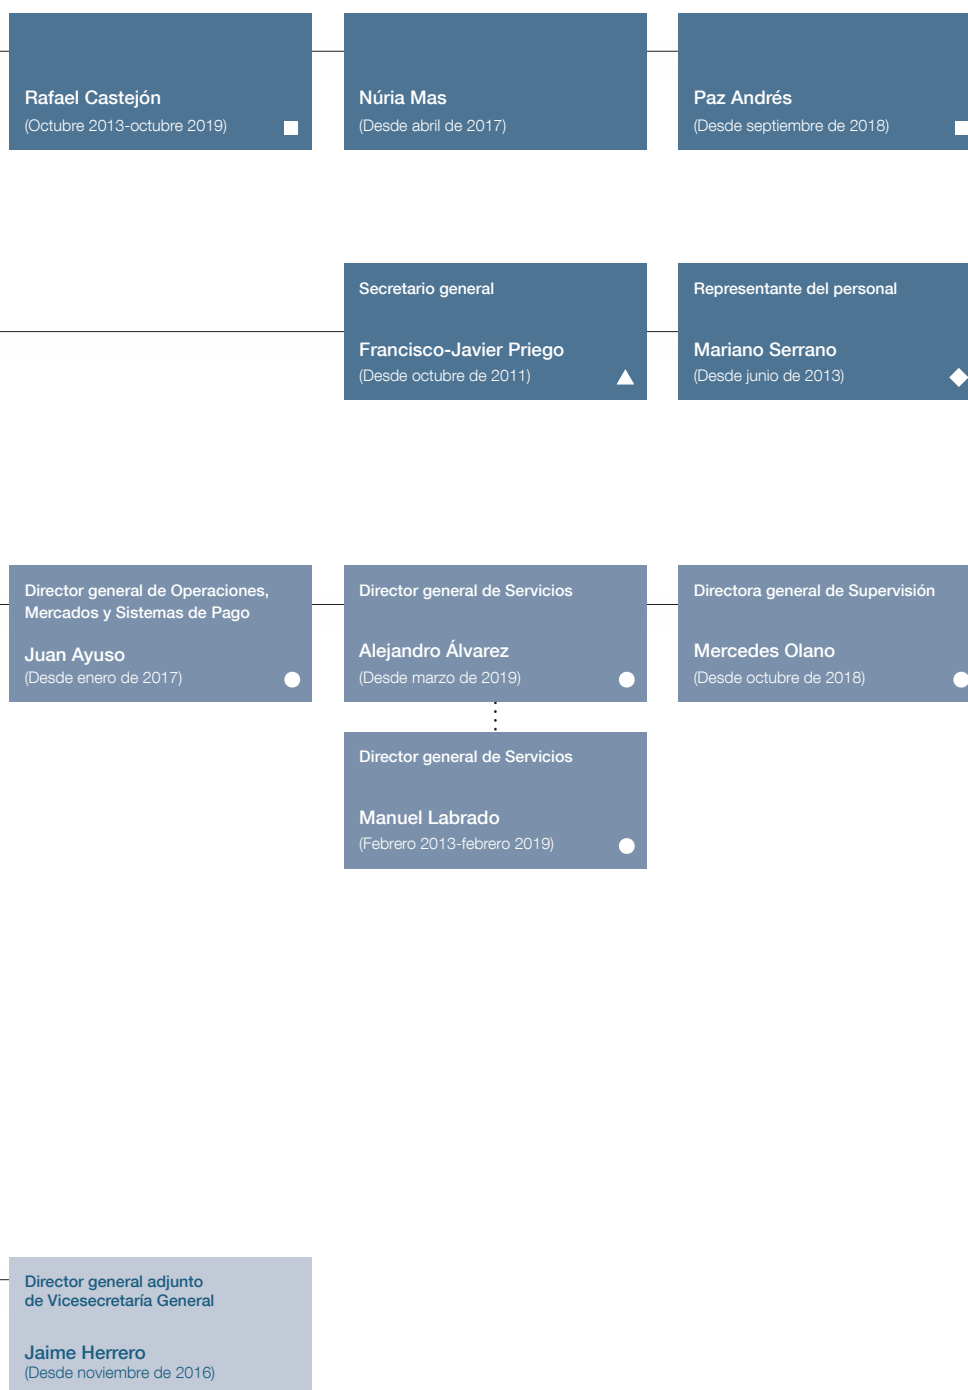 Rafael Castejón
(Octubre 2013-octubre 2019)
Núria Mas
(Desde abril de 2017)
Paz Andrés
(Desde septiembre de 2018)
Secretario general
Francisco-Javier Priego
(Desde octubre de 2011)
Representante del personal
Mariano Serrano
(Desde junio de 2013)
Director general de Operaciones,
Mercados y Sistemas de Pago
Juan Ayuso
(Desde enero de 2017)
Director general de Servicios
Alejandro Álvarez
(Desde marzo de 2019)
Directora general de Supervisión
Mercedes Olano
(Desde octubre de 2018)
Director general de Servicios
Manuel Labrado
(Febrero 2013-febrero 2019)
Director general adjunto
de Vicesecretaría General
Jaime Herrero
(Desde noviembre de 2016)